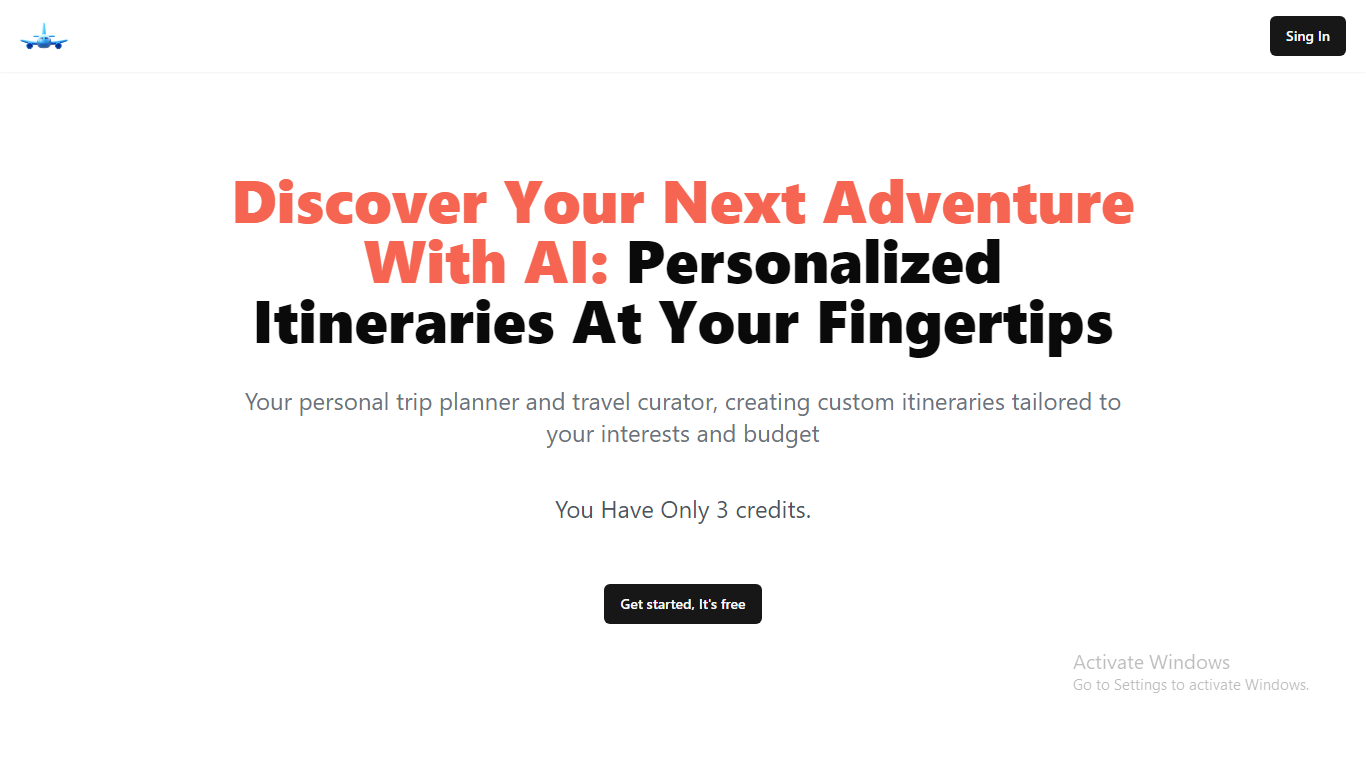 Sing In
Discover Your Next Adventure
With AI: Personalized
Itineraries At Your Fingertips
Your personal trip planner and travel curator, creating custom itineraries tailored to
your interests and budget
You Have Only 3 credits.
Get started, It's free
Activate Windows
Go to Settings to activate Windows.